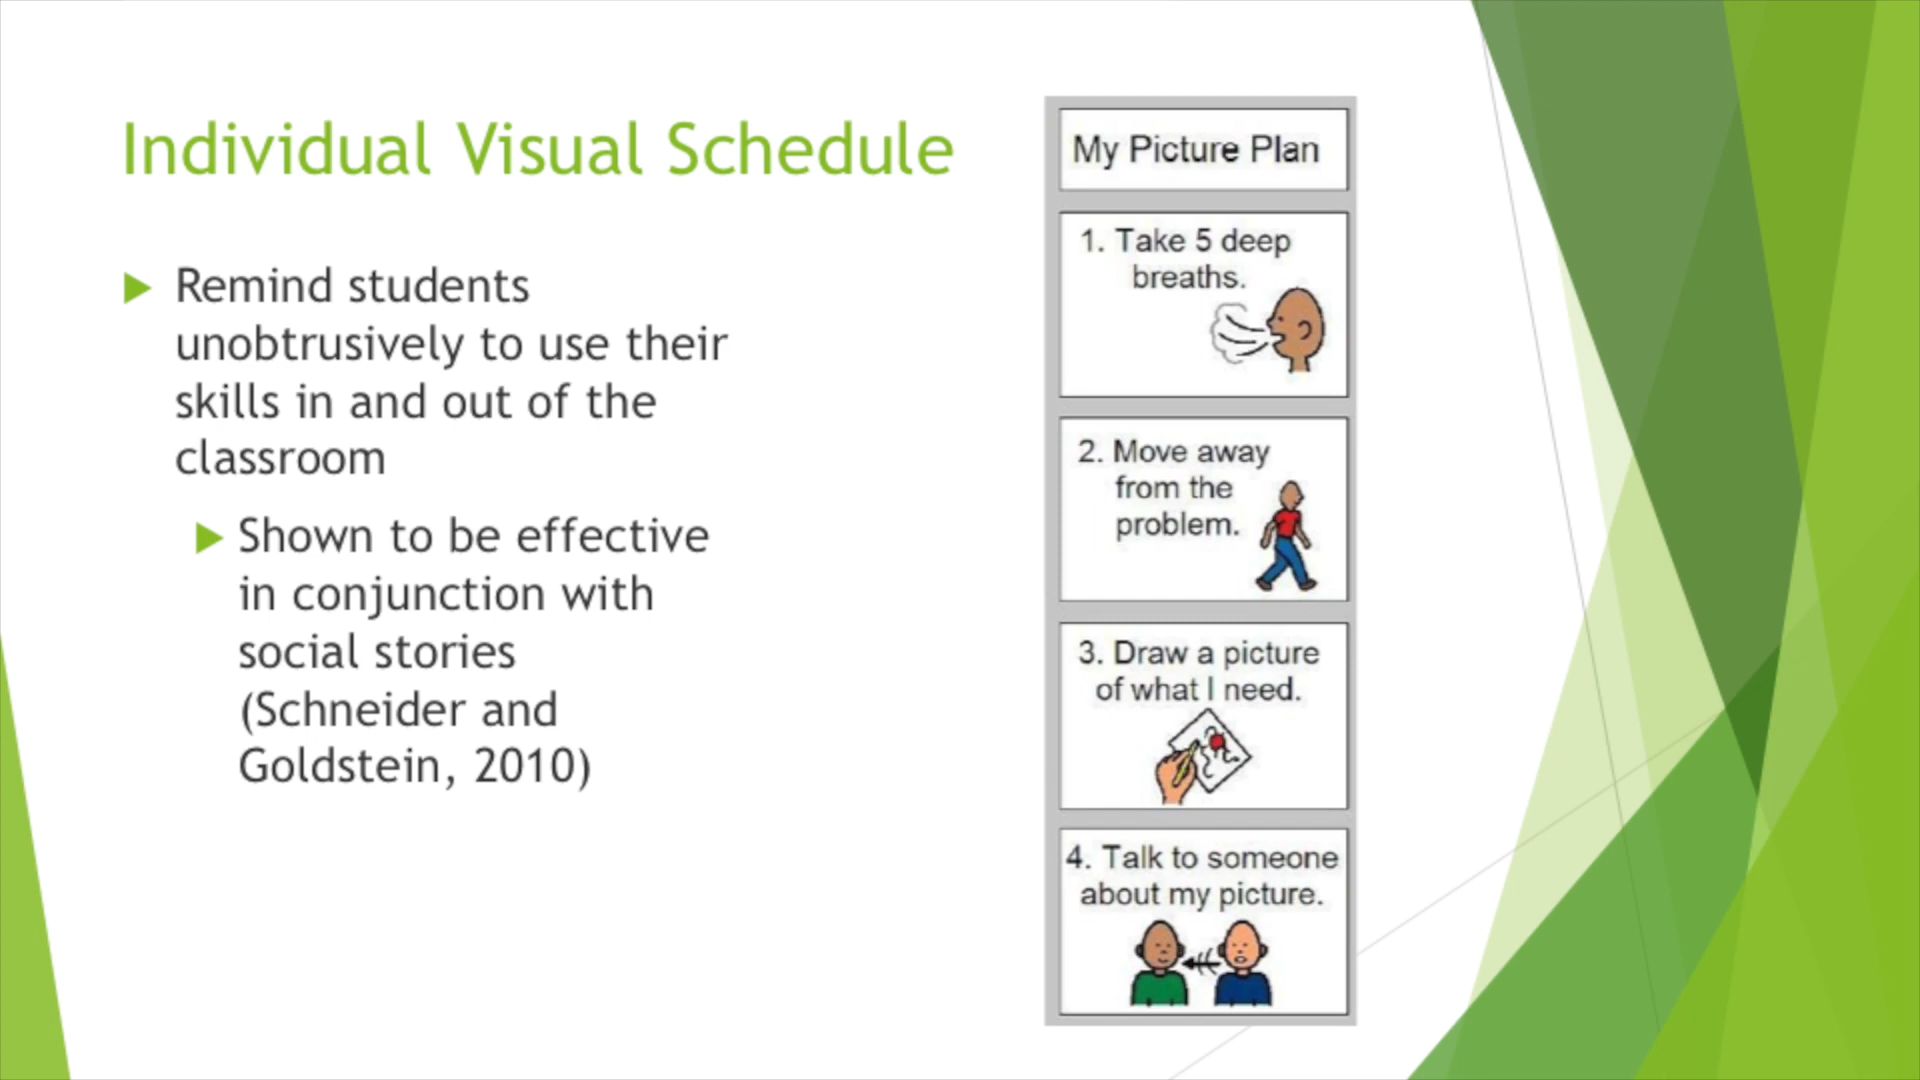 Individual Visual Schedule
Remind students
unobtrusively to use their
skills in and out of the
classroom
Shown to be effective
in conjunction with
social stories
(Schneider and
Goldstein, 2010)
My Picture Plan
1. Take 5 deep
breaths.
2. Move away
from the
problem.
3. Draw a picture
of what I need.
4. Talk to someone
about my picture.